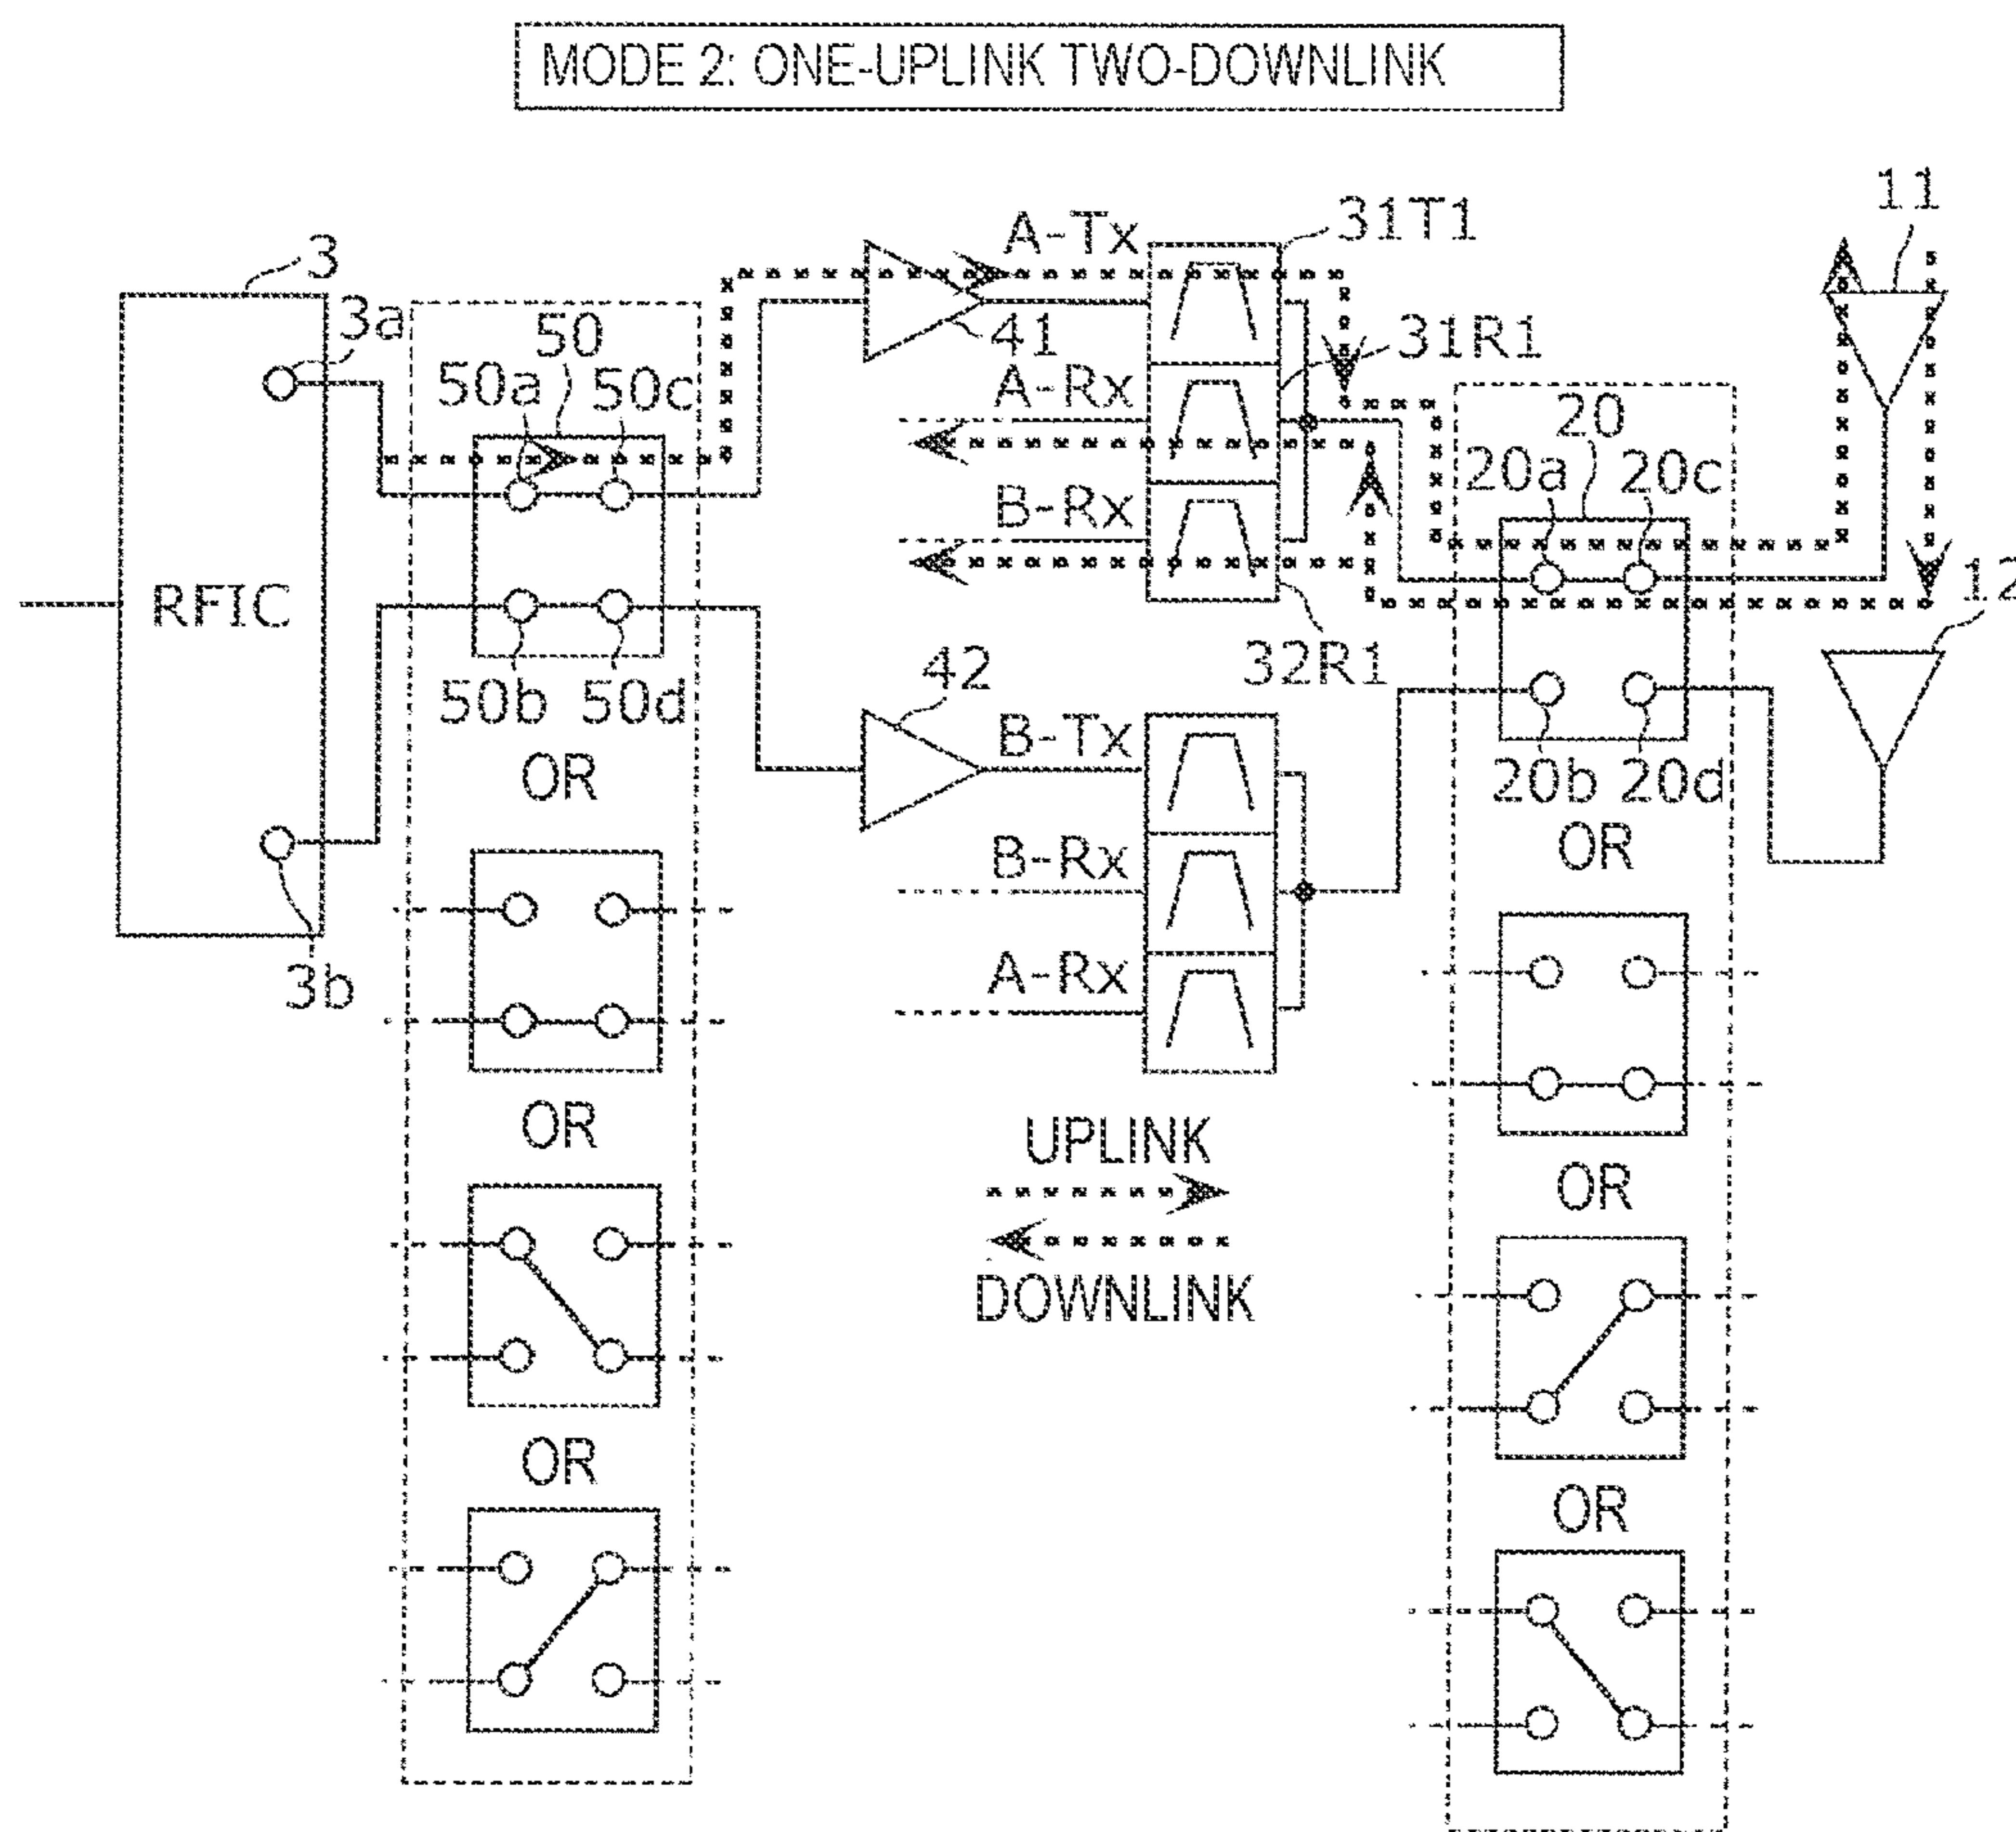 MODE 2: ONE-UPLINK TWO-DOWNLINK
11
A-Tx
31T1
3
3a
50
41
31R1
50a
50c
A-Rx
20
20a
20c
B-Rx
RFIC
12
32R1
42
50b
50d
B-Tx
20b
20d
OR
OR
B-Rx
3b
A-Rx
OR
UPLINK
OR
DOWNLINK
OR
OR